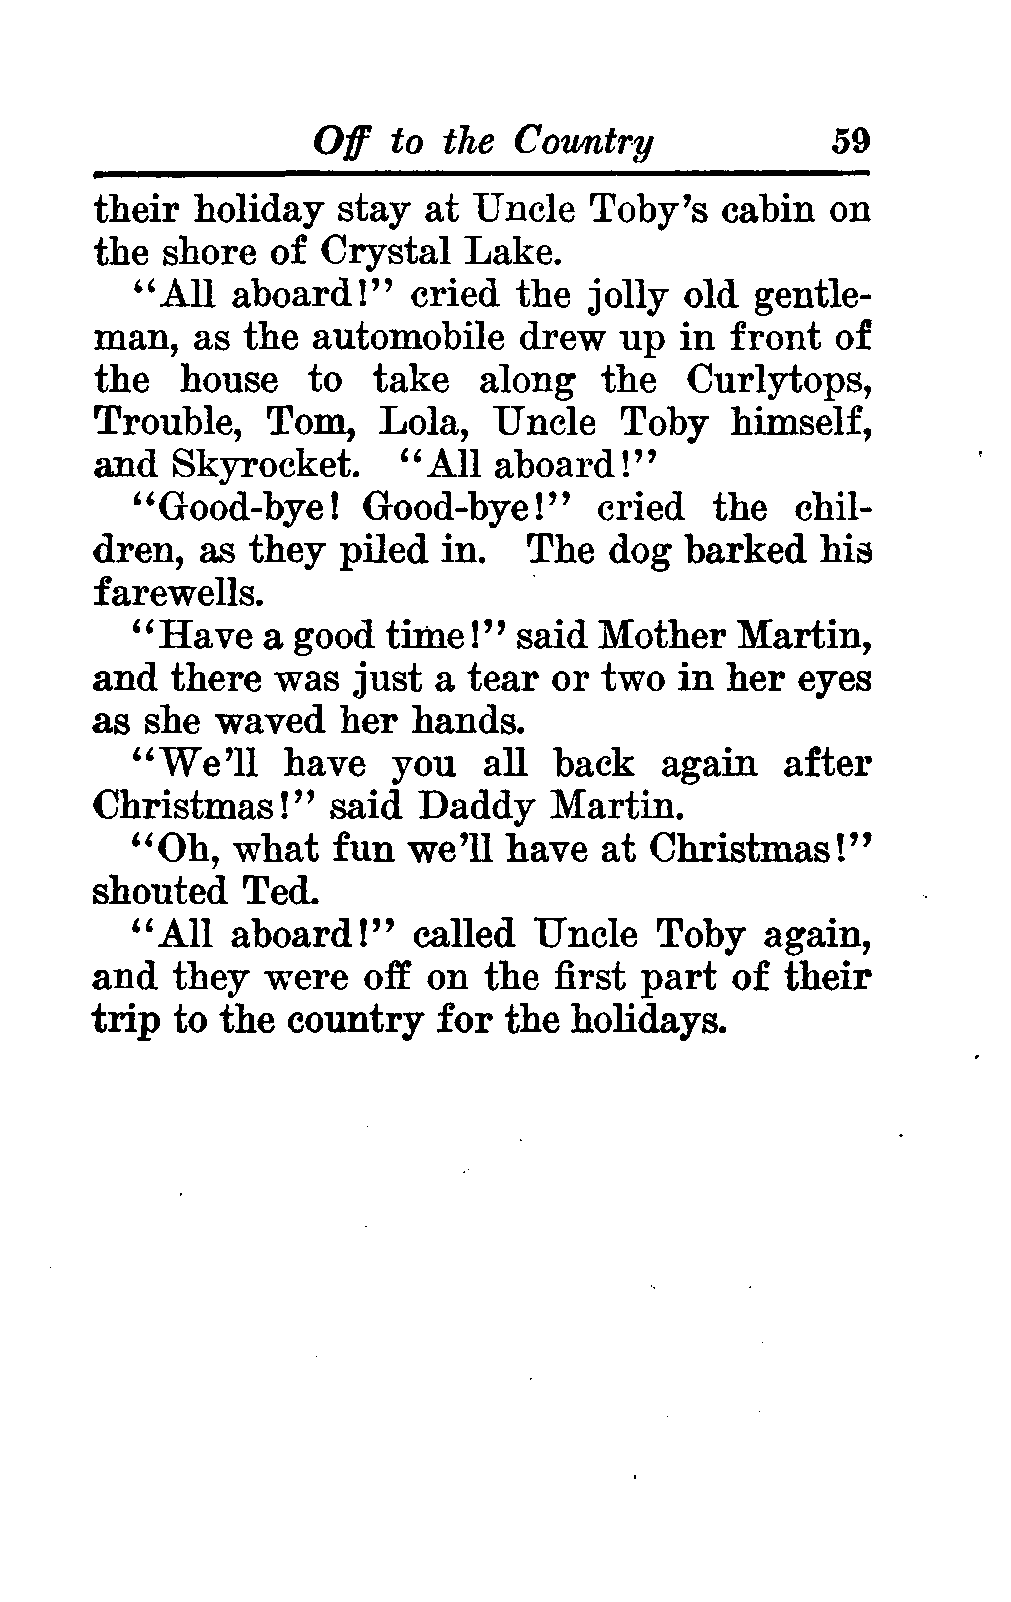 Off to the Country 59
their holiday stay at Uncle Toby's cabin on
the shore of Crystal Lake.
"All aboard!" cried the jolly old gentle-
man, as the automobile drew up in front of
the house to take along the Curlytops,
Trouble, Tom, Lola, Uncle Toby himself,
and Skyrocket. "All aboard!"
"Good-bye! Good-bye!" cried the chil-
dren, as they piled in. The dog barked his
farewells.
"Have a good time!" said Mother Martin,
and there was just a tear or two in her eyes
as she waved her hands.
"We'll have you all back again after
Christmas!" said Daddy Martin.
"Oh, what fun we'll have at Christmas!"
shouted Ted.
"All aboard!" called Uncle Toby again,
and they were off on the first part of their
trip to the country for the holidays.